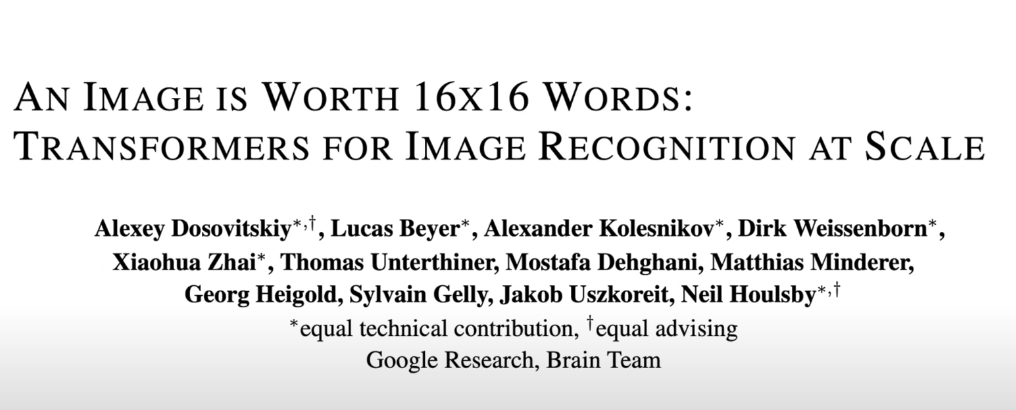 AN IMAGE IS WORTH 16X16 WORDS:
TRANSFORMERS FOR IMAGE RECOGNITION AT SCALE
Alexey Dosovitskiy*,†, Lucas Beyer*, Alexander Kolesnikov*, Dirk Weissenborn*,
Xiaohua Zhai*, Thomas Unterthiner, Mostafa Dehghani, Matthias Minderer,
Georg Heigold, Sylvain Gelly, Jakob Uszkoreit, Neil Houlsby*,†
*equal technical contribution, †equal advising
Google Research, Brain Team